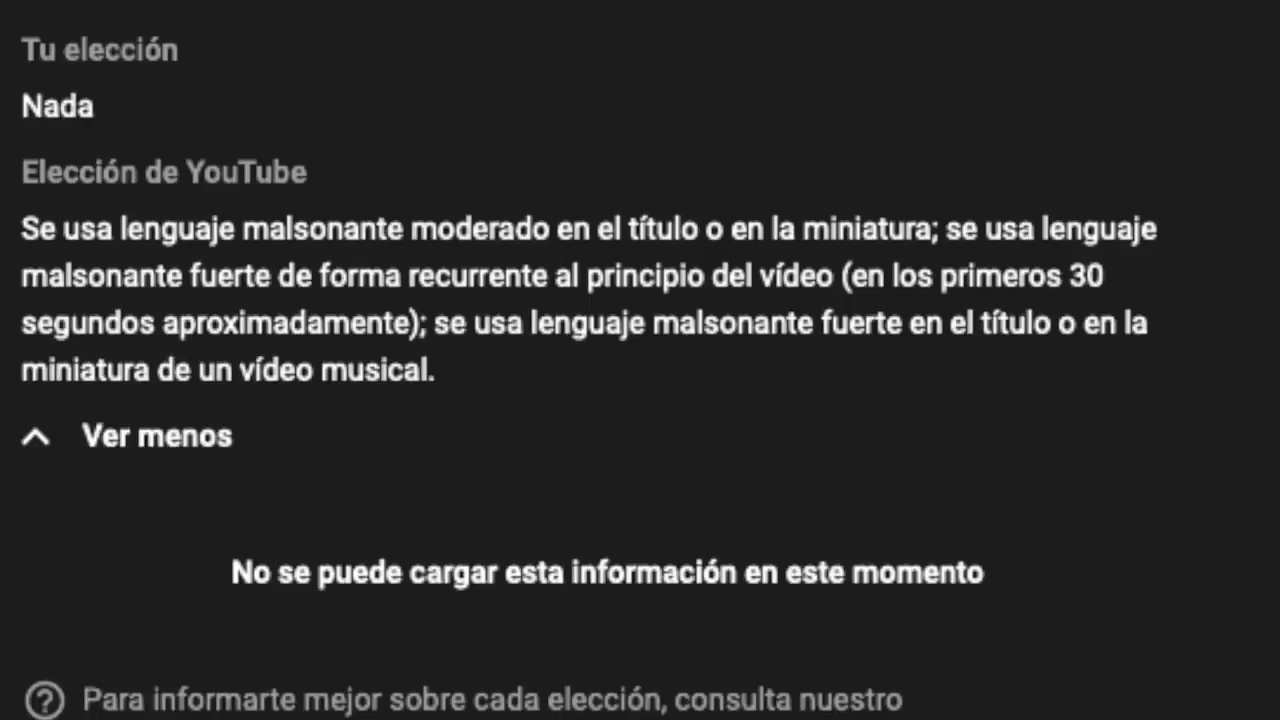 Tu elección
Nada
Elección de YouTube
Se usa lenguaje malsonante moderado en el título o en la miniatura; se usa lenguaje
malsonante fuerte de forma recurrente al principio del vídeo (en los primeros 30
segundos aproximadamente); se usa lenguaje malsonante fuerte en el título o en la
miniatura de un vídeo musical.
Ver menos
No se puede cargar esta información en este momento
Para informarte mejor sobre cada elección, consulta nuestro